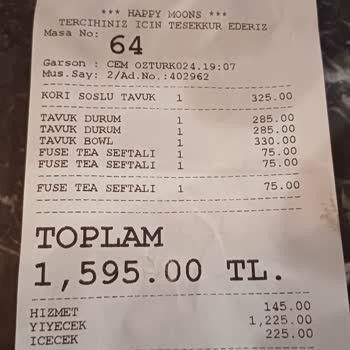 *** HAPPY MOONS ***
TERCIHINIZ ICIN TESEKKUR EDERIZ
Masa No:
64
Garson : CEM OZTURK024.19:07
Mus.Say: 2/Ad.No.:402962
KORI SOSLU TAVUK 1 325.00
TAVUK DURUM 1 285.00
TAVUK DURUM 1 285.00
TAVUK BOWL 1 330.00
FUSE TEA SEFTALI 1 75.00
FUSE TEA SEFTALI 1 75.00
FUSE TEA SEFTALI 1 75.00
TOPLAM
1,595.00 TL.
HIZMET 145.00
YIYECEK 1,225.00
ICECEK 225.00